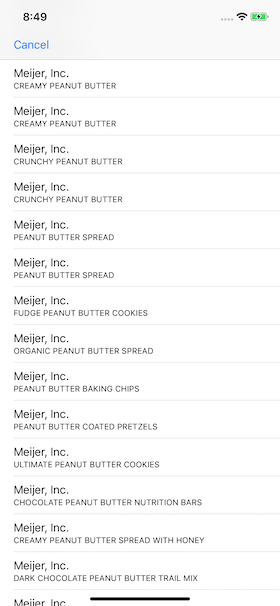 8:49
Cancel
Meijer, Inc.
CREAMY PEANUT BUTTER
Meijer, Inc.
CREAMY PEANUT BUTTER
Meijer, Inc.
CRUNCHY PEANUT BUTTER
Meijer, Inc.
CRUNCHY PEANUT BUTTER
Meijer, Inc.
PEANUT BUTTER SPREAD
Meijer, Inc.
PEANUT BUTTER SPREAD
Meijer, Inc.
FUDGE PEANUT BUTTER COOKIES
Meijer, Inc.
ORGANIC PEANUT BUTTER SPREAD
Meijer, Inc.
PEANUT BUTTER BAKING CHIPS
Meijer, Inc.
PEANUT BUTTER COATED PRETZELS
Meijer, Inc.
ULTIMATE PEANUT BUTTER COOKIES
Meijer, Inc.
CHOCOLATE PEANUT BUTTER NUTRITION BARS
Meijer, Inc.
CREAMY PEANUT BUTTER SPREAD WITH HONEY
Meijer, Inc.
DARK CHOCOLATE PEANUT BUTTER TRAIL MIX
Meijer, Inc.